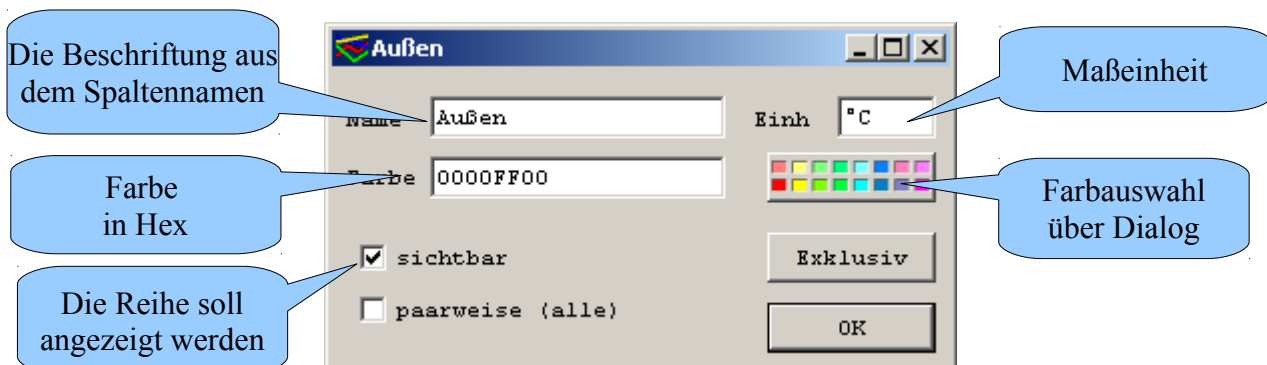 Die Beschriftung aus
dem Spaltennamen
Außen
Maßeinheit
Name
Außen
Einh
°C
Farbe
in Hex
Farbe
0000FF00
Farbauswahl
über Dialog
sichtbar
Exklusiv
Die Reihe soll
angezeigt werden
paarweise (alle)
OK